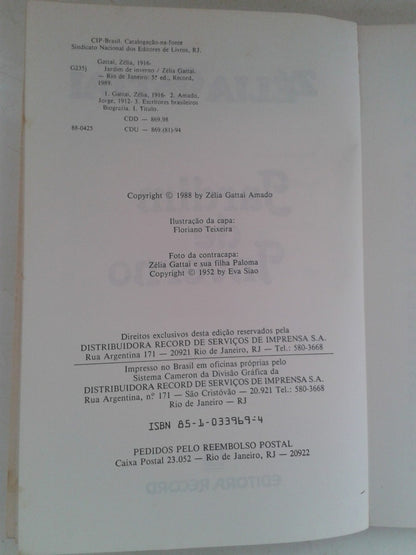 CIP-Brasil. Catalogação-na-fonte
Sindicato Nacional dos Editores de Livros, RJ.
Gattai, Zélia, 1916-
G235j Jardim de inverno / Zélia Gattai.
— Rio de Janeiro: 5ª ed., Record,
1989.
1. Gattai, Zélia, 1916- 2. Amado,
Jorge, 1912- 3. Escritores brasileiros
Biografia. I. Título.
CDD — 869.98
88-0425 CDU — 869.(81)-94
Copyright © 1988 by Zélia Gattai Amado
Ilustração da capa:
Floriano Teixeira
Foto da contracapa:
Zélia Gattai e sua filha Paloma
Copyright © 1952 by Eva Siao
Direitos exclusivos desta edição reservados pela
DISTRIBUIDORA RECORD DE SERVIÇOS DE IMPRENSA S.A.
Rua Argentina 171 — 20921 Rio de Janeiro, RJ — Tel.: 580-3668
Impresso no Brasil em oficinas próprias pelo
Sistema Cameron da Divisão Gráfica da
DISTRIBUIDORA RECORD DE SERVIÇOS DE IMPRENSA S.A.
Rua Argentina, nº 171 — São Cristóvão — 20.921 Tel.: 580-3668
Rio de Janeiro — RJ
ISBN 85-1-033969-4
PEDIDOS PELO REEMBOLSO POSTAL
Caixa Postal 23.052 — Rio de Janeiro, RJ — 20922
EDITORA RECORD